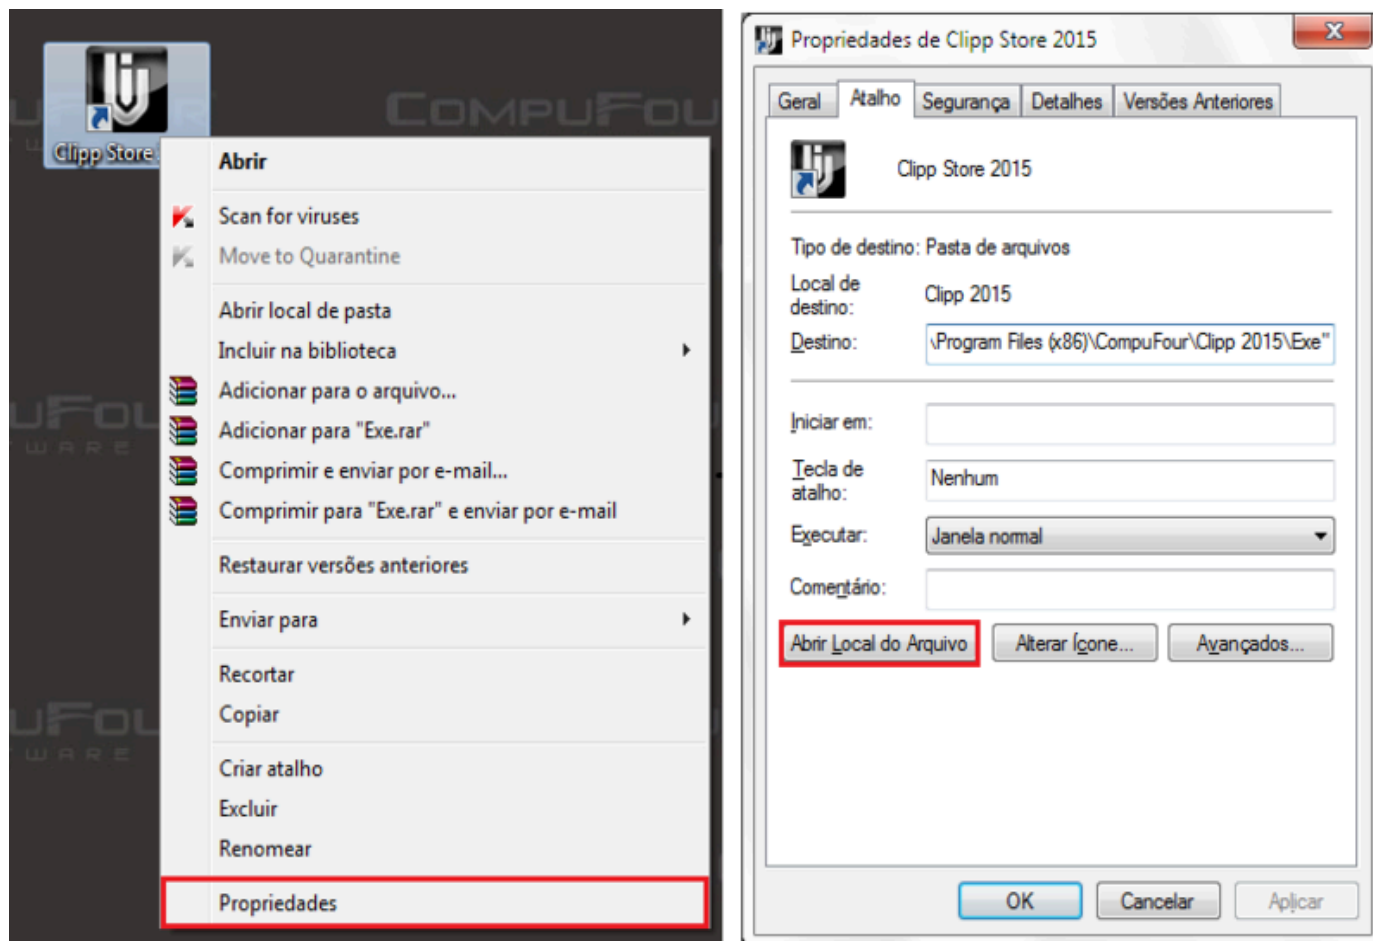 COMPUFOU
Clipp Store
Abrir
Scan for viruses
Move to Quarantine
Abrir local de pasta
Incluir na biblioteca
Adicionar para o arquivo...
Adicionar para "Exe.rar"
Comprimir e enviar por e-mail...
Comprimir para "Exe.rar" e enviar por e-mail
Restaurar versões anteriores
Enviar para
Recortar
Copiar
Criar atalho
Excluir
Renomear
Propriedades
UFOU
WARE
UFOU
WARE
Propriedades de Clipp Store 2015
Geral Atalho Segurança Detalhes Versões Anteriores
Clipp Store 2015
Tipo de destino: Pasta de arquivos
Local de
destino: Clipp 2015
Destino: \Program Files (x86)\CompuFour\Clipp 2015\Exe"
Iniciar em:
Tecla de
atalho: Nenhum
Executar: Janela normal
Comentário:
Abrir Local do Arquivo Alterar Ícone... Avançados...
OK Cancelar Aplicar